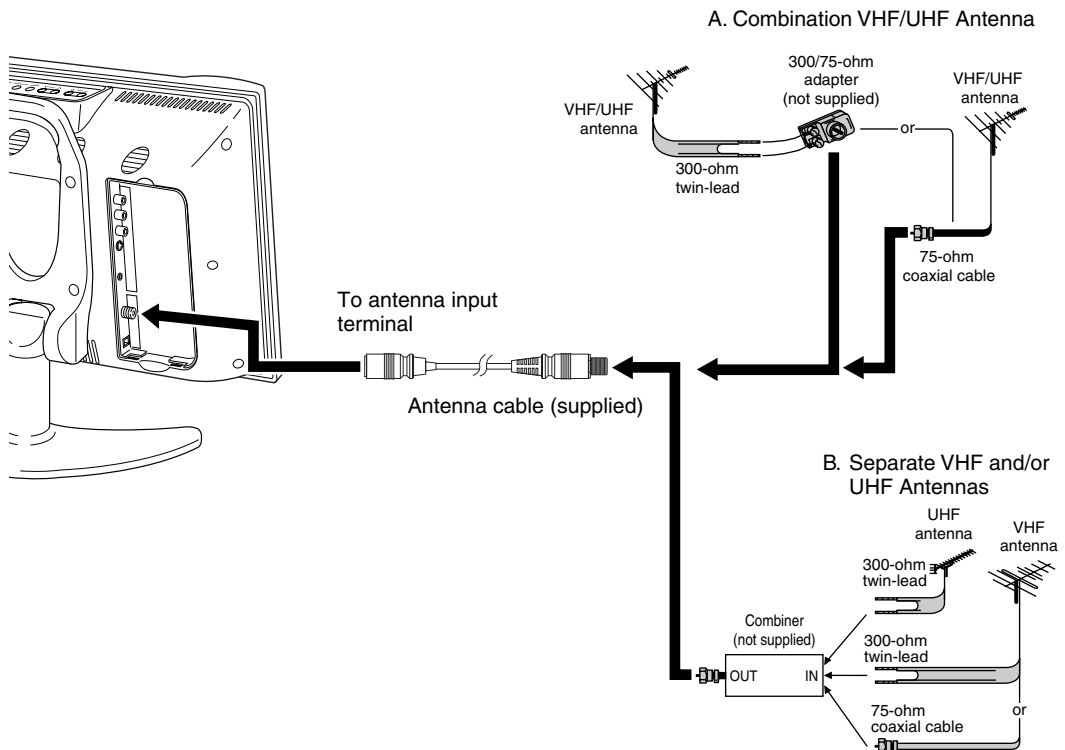 A. Combination VHF/UHF Antenna
300/75-ohm
adapter
(not supplied)
VHF/UHF
antenna
VHF/UHF
antenna
or
300-ohm
twin-lead
75-ohm
coaxial cable
To antenna input
terminal
Antenna cable (supplied)
B. Separate VHF and/or
UHF Antennas
UHF
antenna
VHF
antenna
300-ohm
twin-lead
Combiner
(not supplied)
300-ohm
twin-lead
OUT
IN
75-ohm
coaxial cable
or